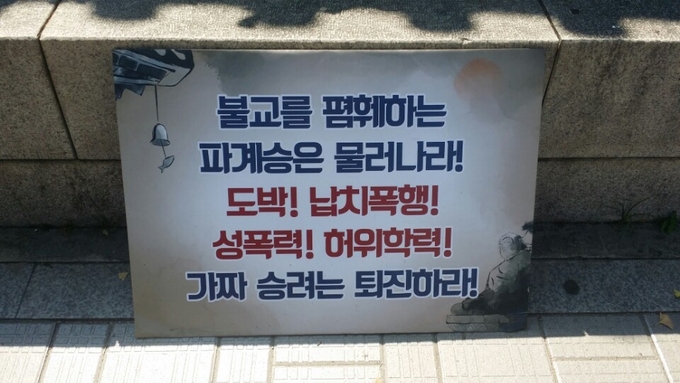 불교를 폄훼하는
파계승은 물러나라!
도박! 납치폭행!
성폭력! 허위학력!
가짜 승려는 퇴진하라!